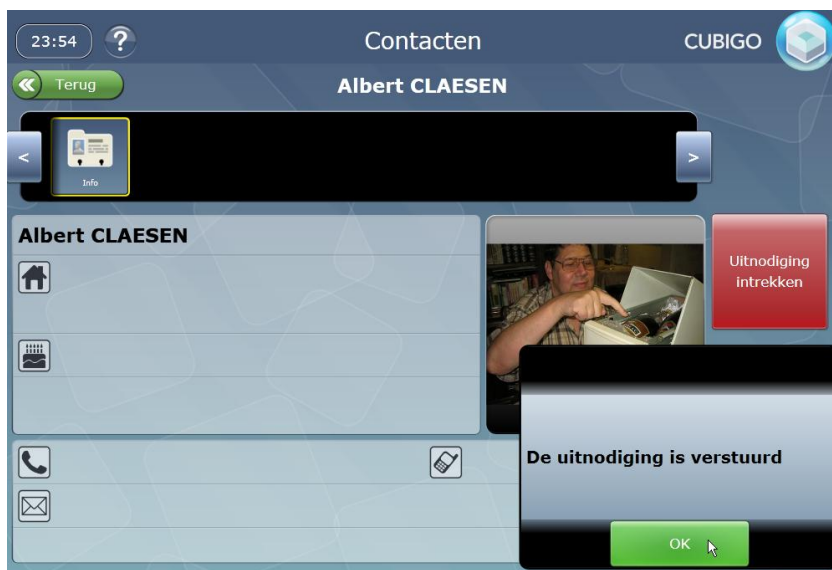 23:54
?
Contacten
CUBIGO
Terug
Albert CLAESEN
<
Info
>
Albert CLAESEN
Uitnodiging
intrekken
De uitnodiging is verstuurd
OK